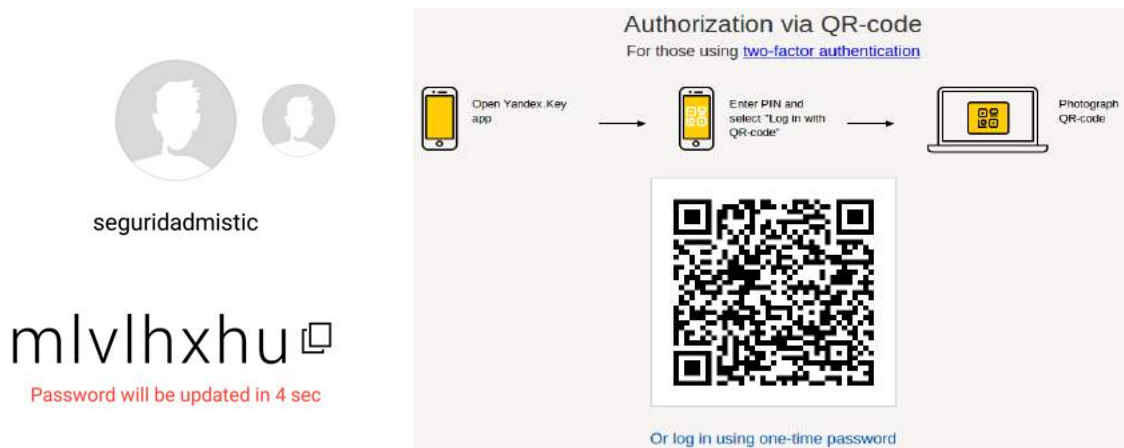 seguridadmistic
mlvlhxhu
Password will be updated in 4 sec
Authorization via QR-code
For those using two-factor authentication
Open Yandex.Key
app
Enter PIN and
select "Log in with
QR-code"
Photograph
QR-code
Or log in using one-time password